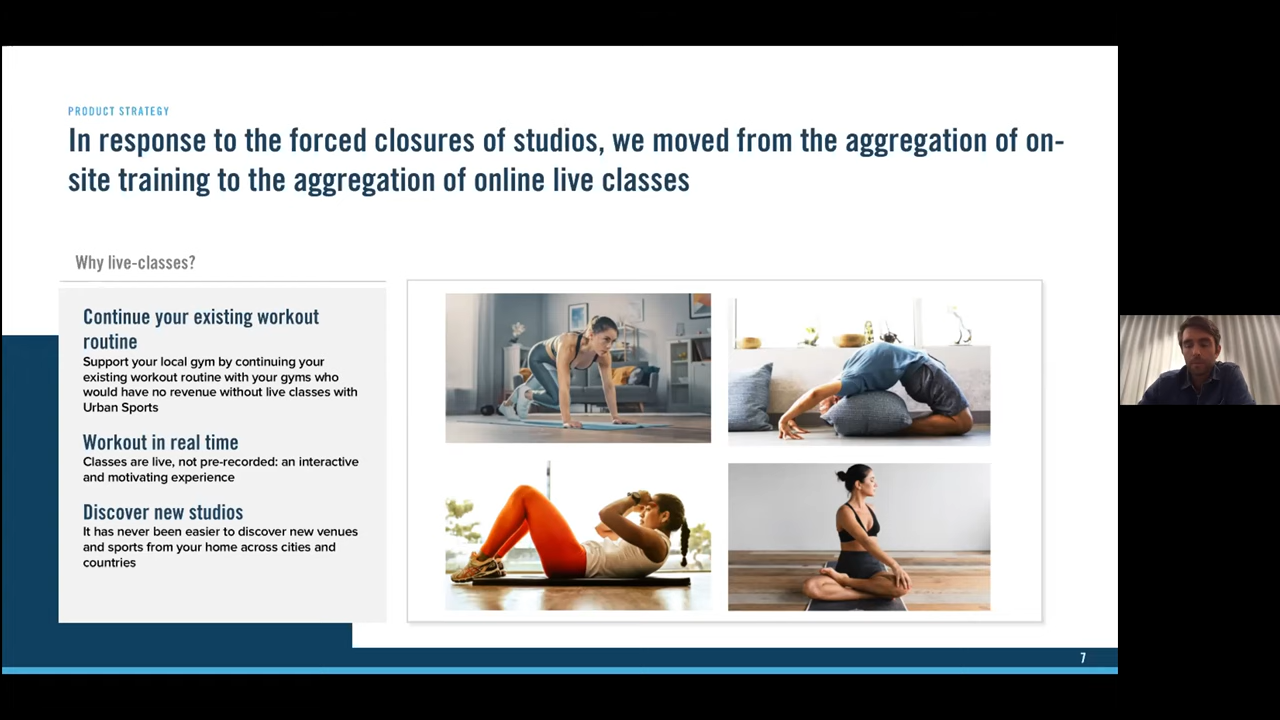 PRODUCT STRATEGY
In response to the forced closures of studios, we moved from the aggregation of on-
site training to the aggregation of online live classes
Why live-classes?
Continue your existing workout
routine
Support your local gym by continuing your
existing workout routine with your gyms who
would have no revenue without live classes with
Urban Sports
Workout in real time
Classes are live, not pre-recorded: an interactive
and motivating experience
Discover new studios
It has never been easier to discover new venues
and sports from your home across cities and
countries
7